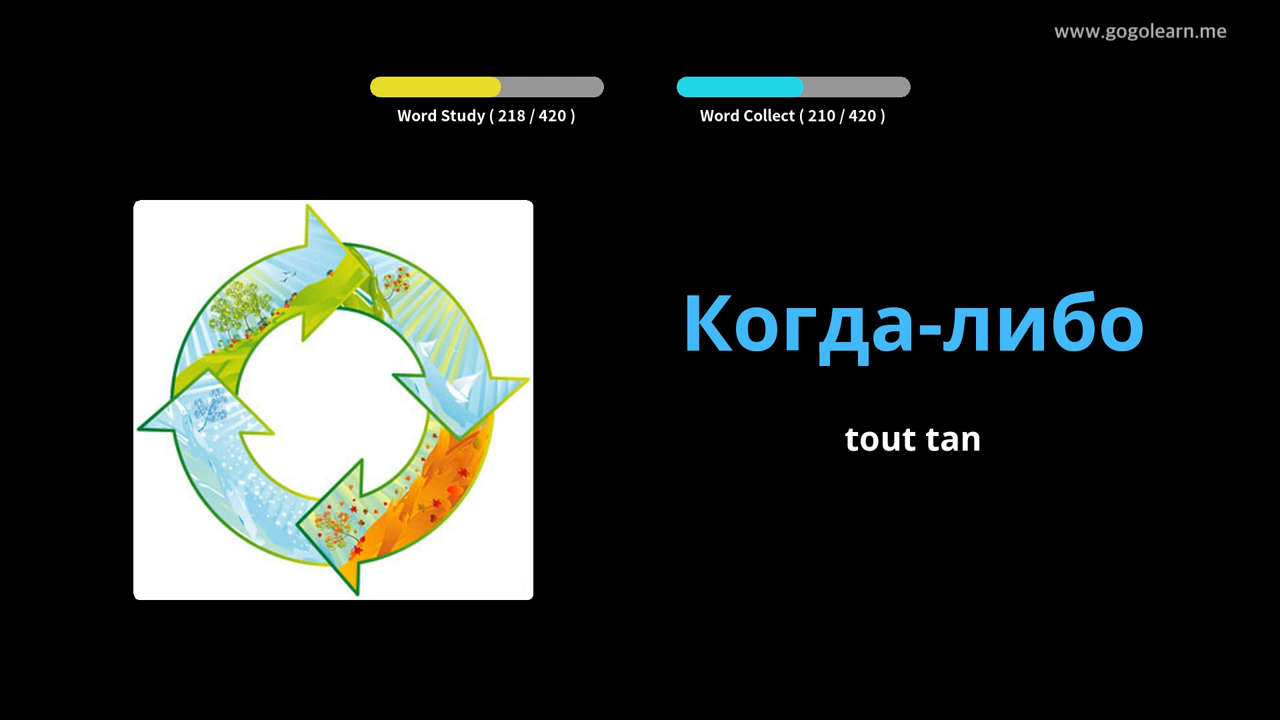 www.gogolearn.me
Word Study ( 218 / 420 )
Word Collect ( 210 / 420 )
Когда-либо
tout tan